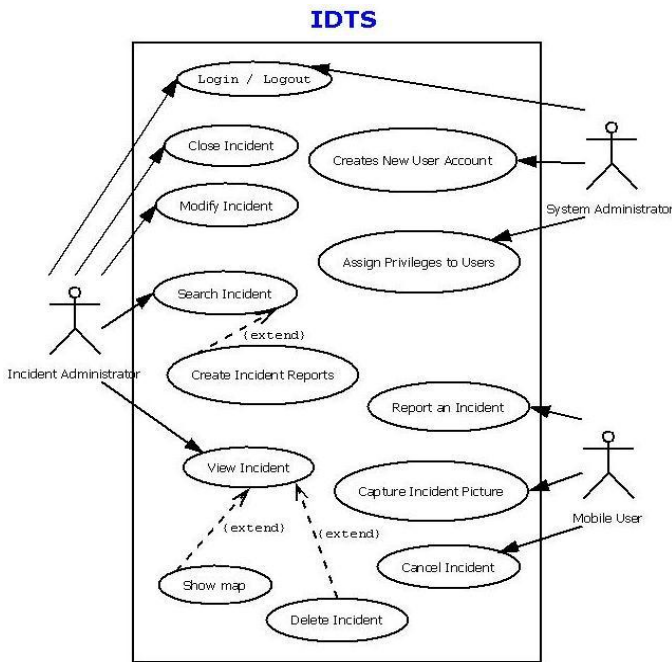 IDTS
Login / Logout
Close Incident
Creates New User Account
System Administrator
Modify Incident
Assign Privileges to Users
Search Incident
{extend}
Incident Administrator
Create Incident Reports
Report an Incident
View Incident
Capture Incident Picture
Mobile User
{extend}
{extend}
Cancel Incident
Show map
Delete Incident